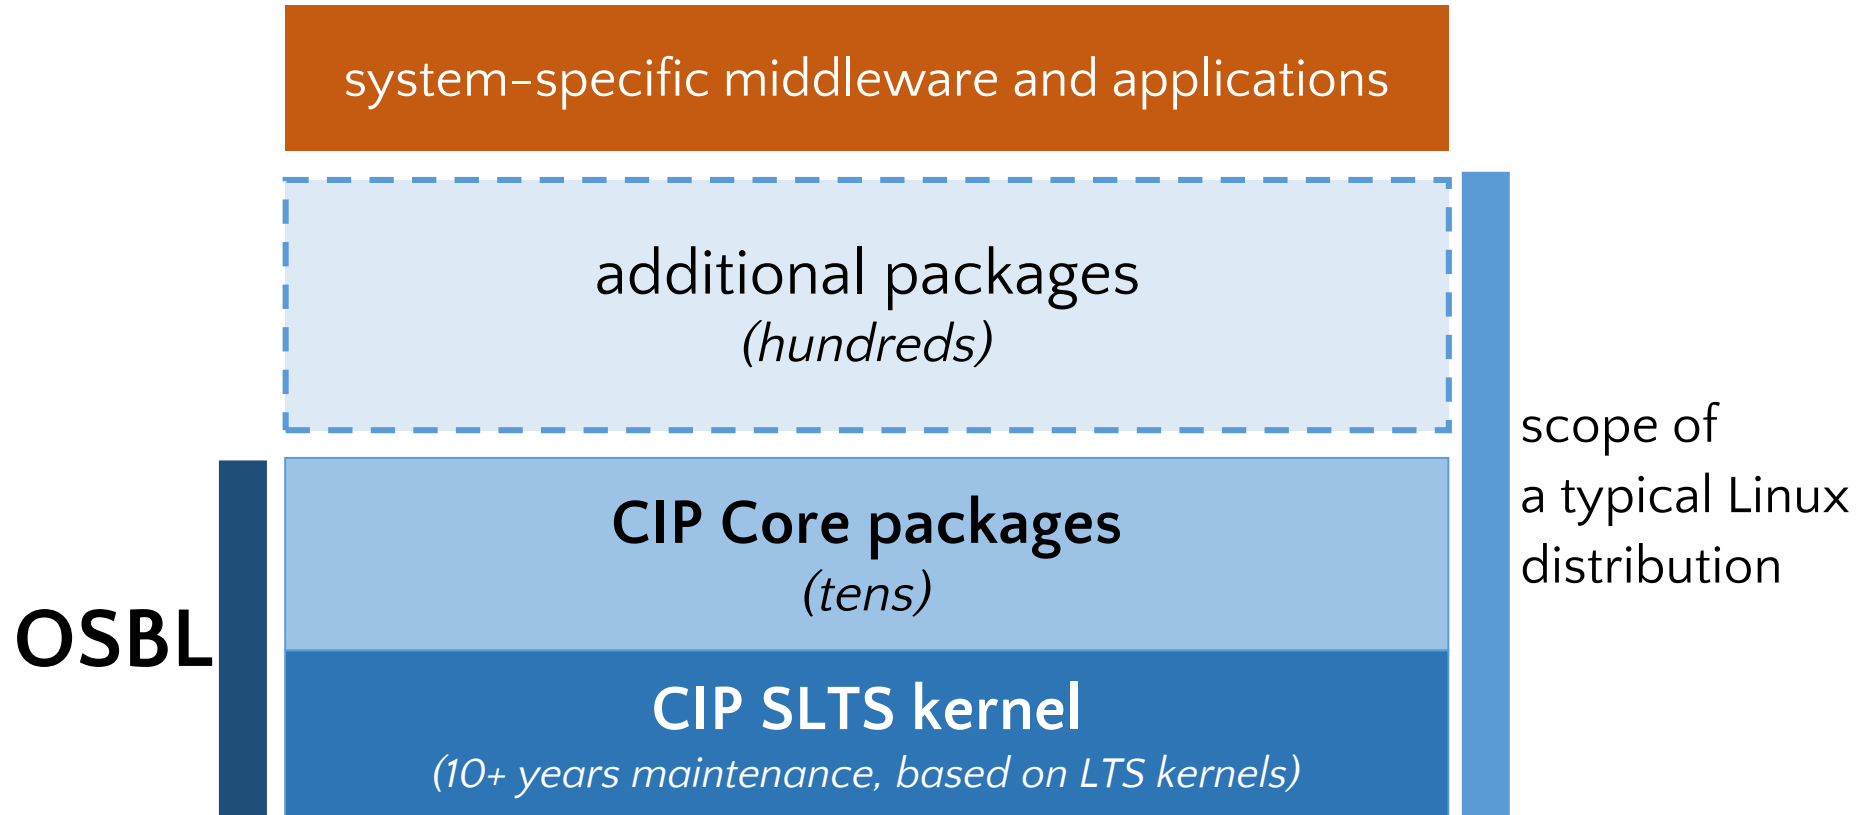 system-specific middleware and applications
additional packages
(hundreds)
CIP Core packages
(tens)
CIP SLTS kernel
(10+ years maintenance, based on LTS kernels)
OSBL
scope of
a typical Linux
distribution